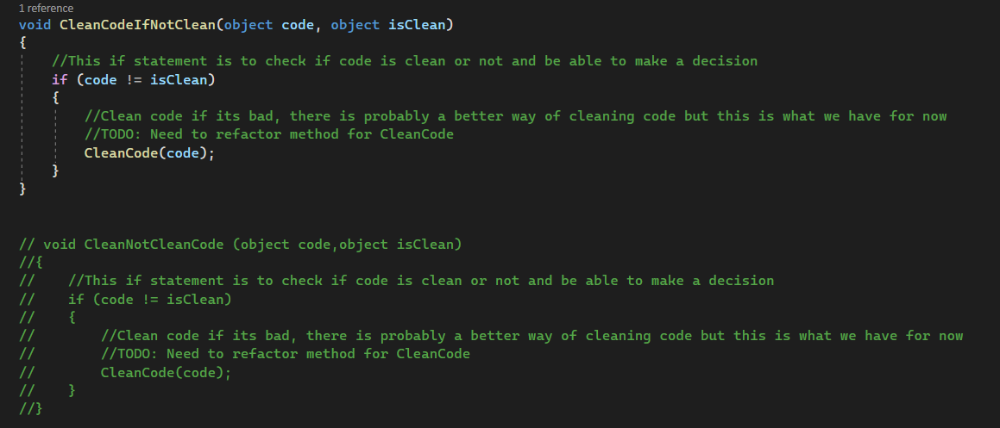 1 reference
void CleanCodeIfNotClean(object code, object isClean)
{
//This if statement is to check if code is clean or not and be able to make a decision
if (code != isClean)
{
//Clean code if its bad, there is probably a better way of cleaning code but this is what we have for now
//TODO: Need to refactor method for CleanCode
CleanCode(code);
}
}
// void CleanNotCleanCode (object code,object isClean)
//{
//    //This if statement is to check if code is clean or not and be able to make a decision
//    if (code != isClean)
//    {
//        //Clean code if its bad, there is probably a better way of cleaning code but this is what we have for now
//        //TODO: Need to refactor method for CleanCode
//        CleanCode(code);
//    }
//}